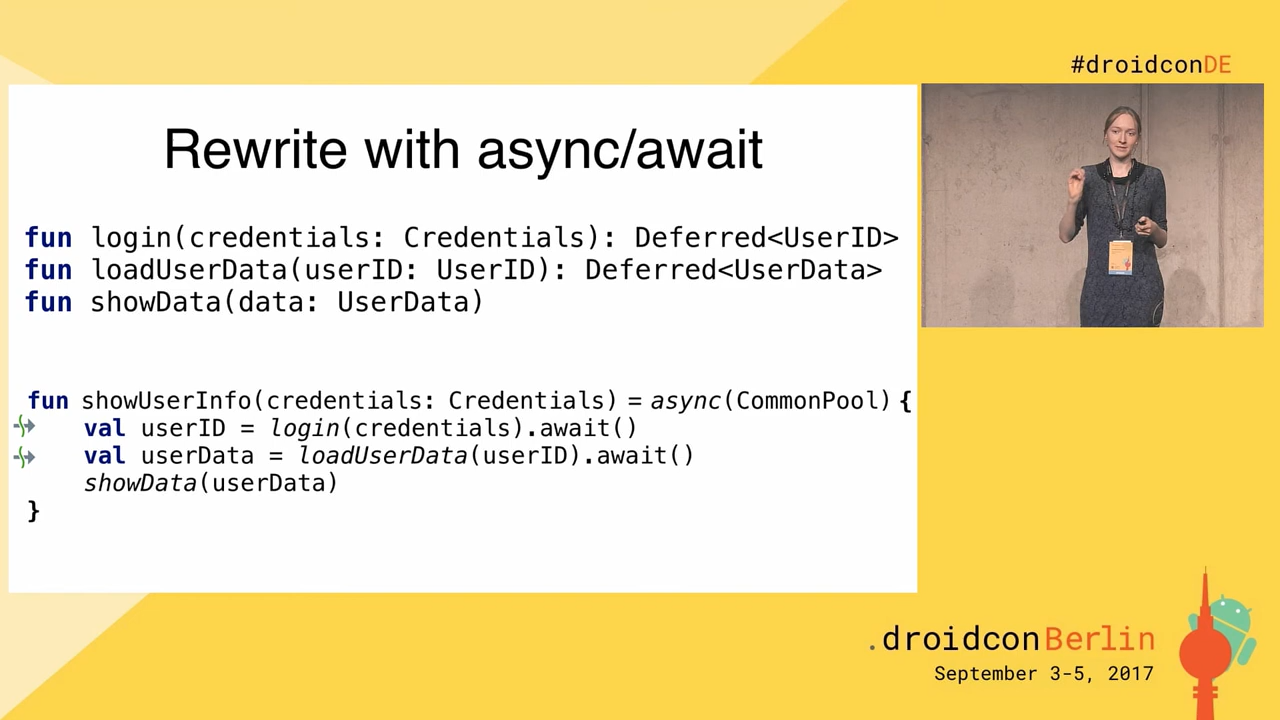 #droidconDE
Rewrite with async/await
fun login(credentials: Credentials): Deferred<UserID>
fun loadUserData(userID: UserID): Deferred<UserData>
fun showData(data: UserData)
fun showUserInfo(credentials: Credentials) = async(CommonPool) {
val userID = login(credentials).await()
val userData = loadUserData(userID).await()
showData(userData)
}
.droidconBerlin
September 3-5, 2017